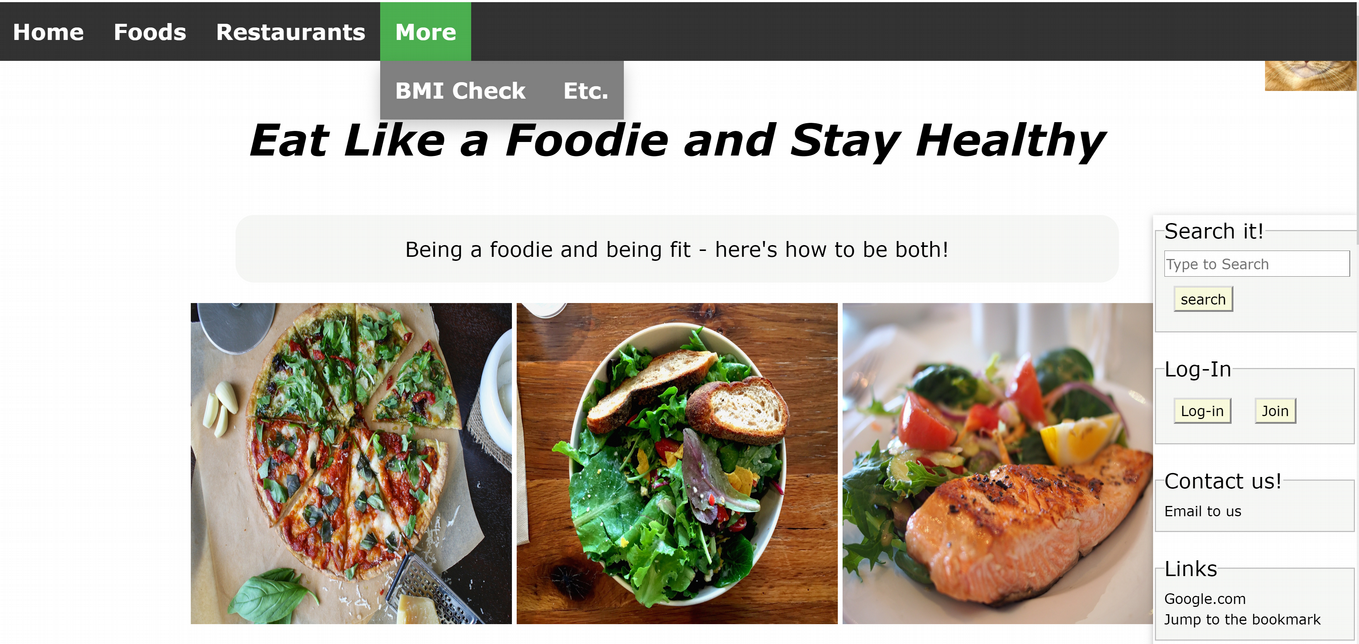 Home Foods Restaurants More
BMI Check Etc.
Eat Like a Foodie and Stay Healthy
Being a foodie and being fit - here's how to be both!
Search it!
Type to Search
search
Log-In
Log-in Join
Contact us!
Email to us
Links
Google.com
Jump to the bookmark